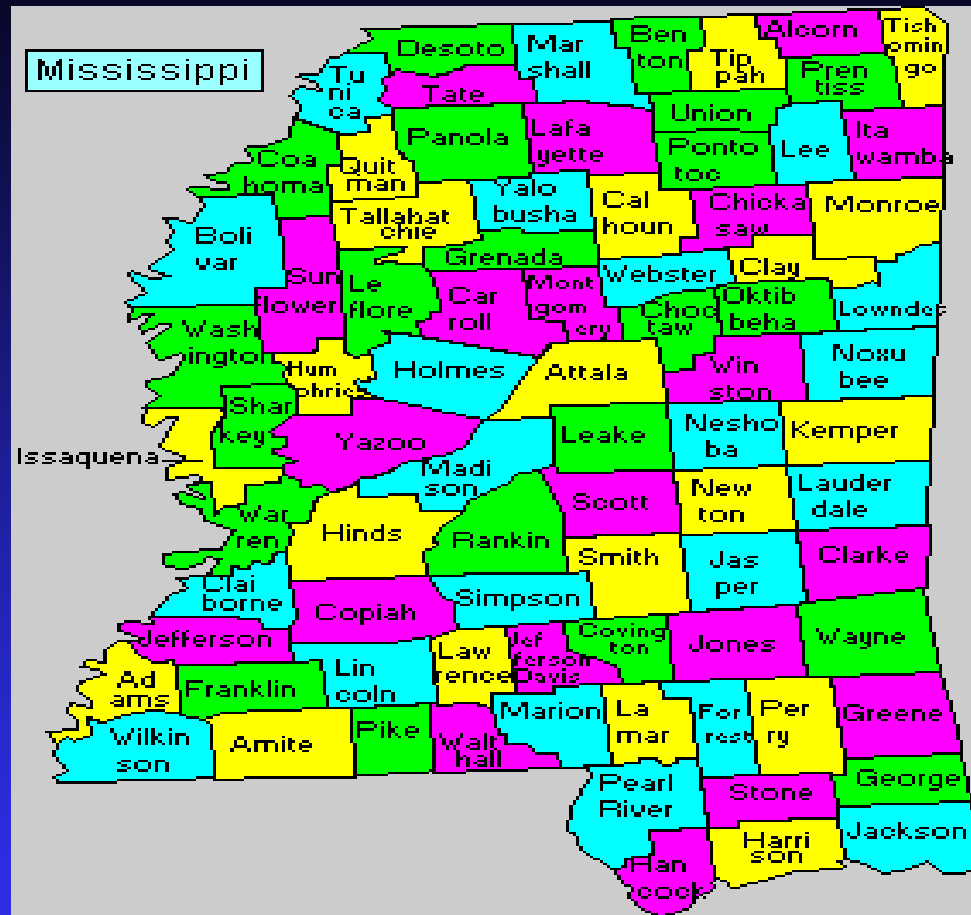 Mississippi
Desoto
Mar
shall
Ben
ton
Tip
pah
Alcorn
Tish
omin
go
Pren
tiss
Tu
ni
ca
Tate
Panola
Lafa
yette
Union
Ponto
toc
Lee
Ita
wamba
Coa
homa
Quit
man
Tallahat
chie
Yalo
busha
Cal
houn
Chicka
saw
Monroe
Boli
var
Sun
flower
Le
flore
Grenada
Car
roll
Mont
gom
ery
Webster
Clay
Choc
taw
Oktib
beha
Lowndes
Wash
ington
Hum
phries
Holmes
Attala
Win
ston
Noxu
bee
Shar
key
Issaquena
Yazoo
Madi
son
Leake
Nesho
ba
Kemper
War
ren
Hinds
Rankin
Scott
New
ton
Lauder
dale
Clai
borne
Copiah
Simpson
Smith
Jas
per
Clarke
Jefferson
Lin
coln
Law
rence
Jef
ferson
Davis
Coving
ton
Jones
Wayne
Ad
ams
Franklin
Wilkin
son
Amite
Pike
Walt
hall
Marion
La
mar
For
rest
Per
ry
Greene
Pearl
River
Stone
George
Han
cock
Harri
son
Jackson